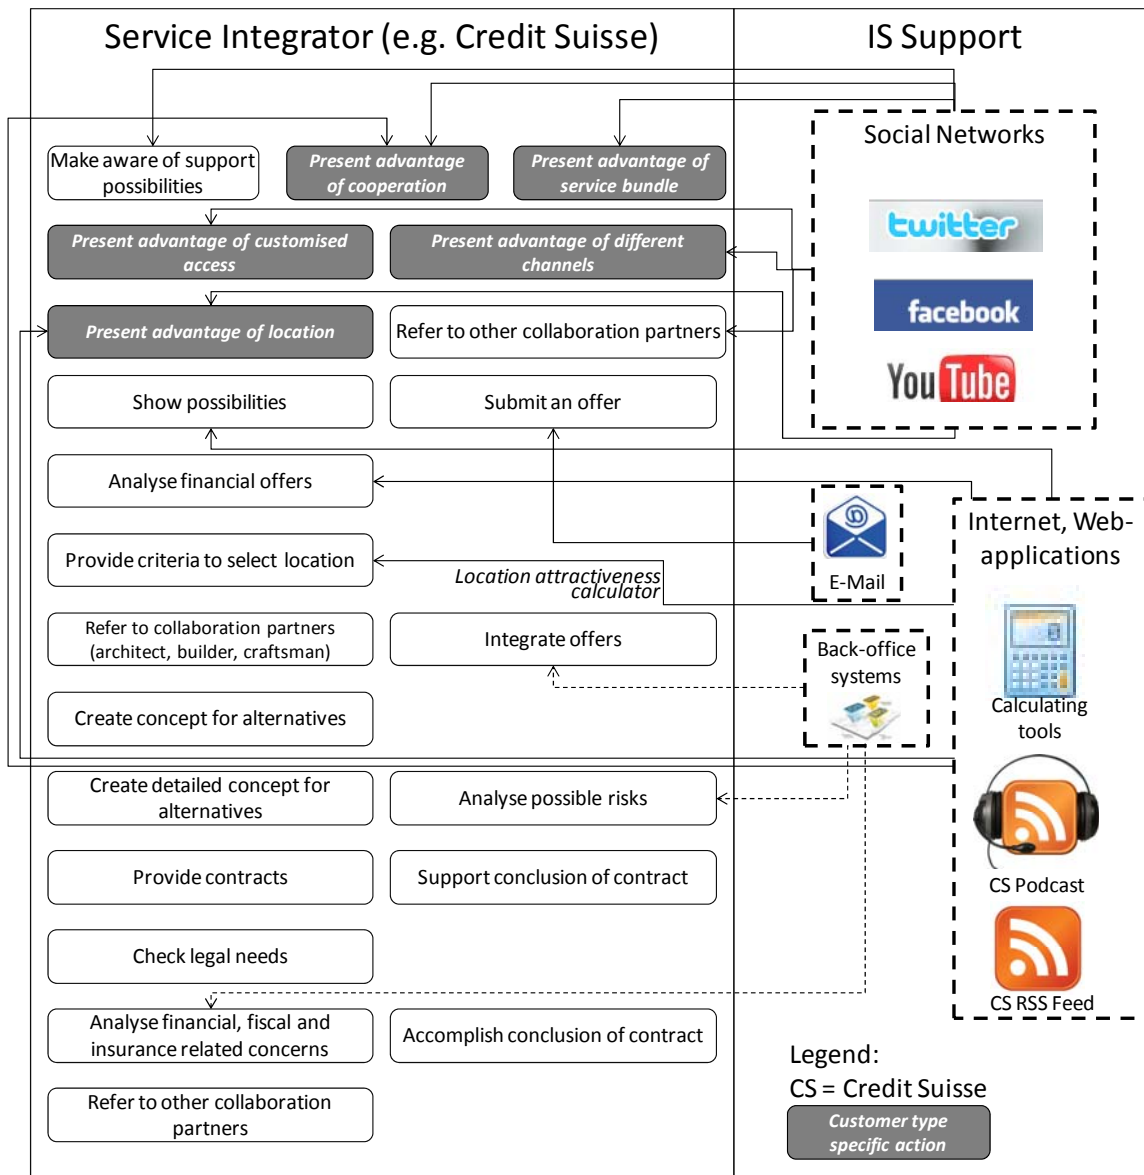 Service Integrator (e.g. Credit Suisse)
IS Support
Social Networks
Make aware of support
possibilities
Present advantage
of cooperation
Present advantage of
service bundle
twitter
Present advantage of customised
access
Present advantage of different
channels
facebook
Present advantage of location
Refer to other collaboration partners
YouTube
Show possibilities
Submit an offer
Analyse financial offers
Internet, Web-
applications
Provide criteria to select location
Location attractiveness
calculator
E-Mail
Refer to collaboration partners
(architect, builder, craftsman)
Integrate offers
Back-office
systems
Calculating
tools
Create concept for alternatives
Create detailed concept for
alternatives
Analyse possible risks
Provide contracts
Support conclusion of contract
CS Podcast
Check legal needs
CS RSS Feed
Analyse financial, fiscal and
insurance related concerns
Accomplish conclusion of contract
Legend:
CS = Credit Suisse
Refer to other collaboration
partners
Customer type
specific action